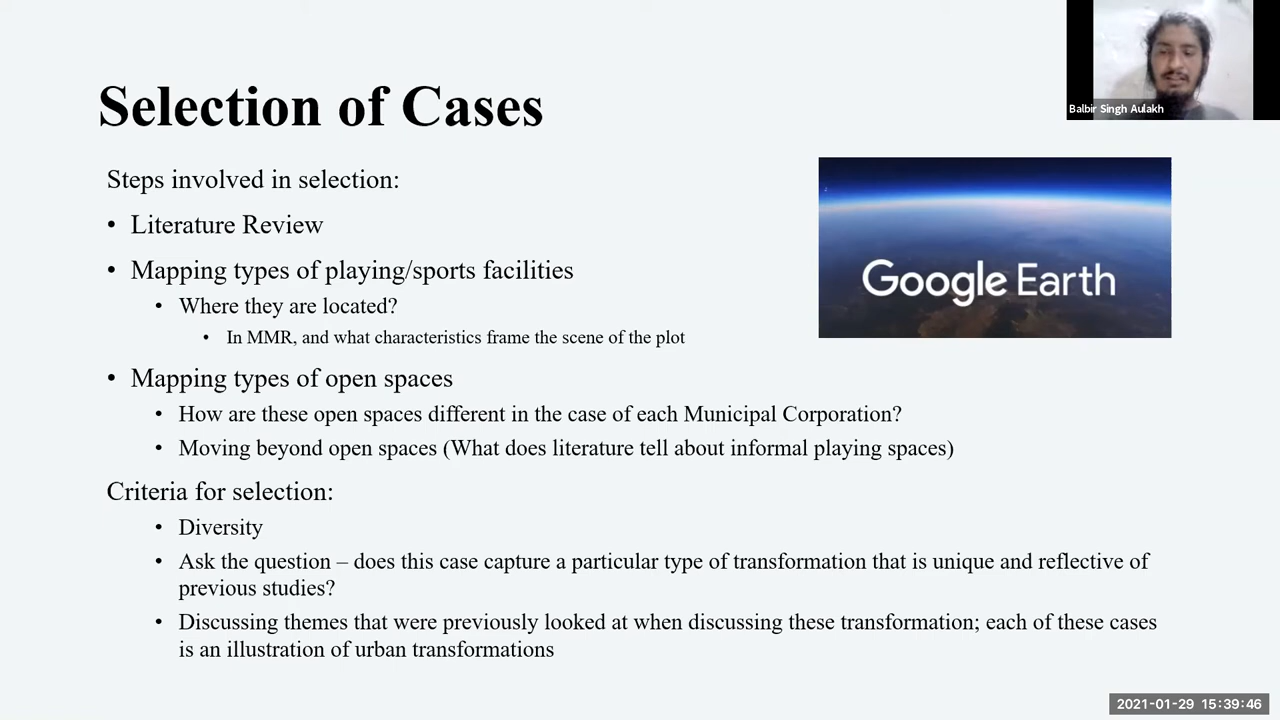 Selection of Cases
Balbir Singh Aulakh
Steps involved in selection:
• Literature Review
• Mapping types of playing/sports facilities
• Where they are located?
• In MMR, and what characteristics frame the scene of the plot
Google Earth
• Mapping types of open spaces
• How are these open spaces different in the case of each Municipal Corporation?
• Moving beyond open spaces (What does literature tell about informal playing spaces)
Criteria for selection:
• Diversity
• Ask the question – does this case capture a particular type of transformation that is unique and reflective of
previous studies?
• Discussing themes that were previously looked at when discussing these transformation; each of these cases
is an illustration of urban transformations
2021-01-29 15:39:46